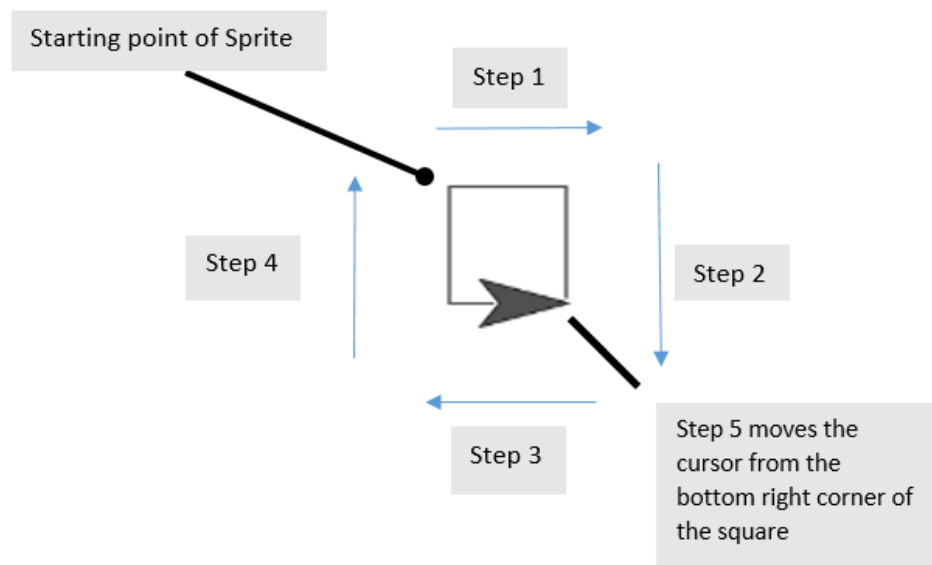 Starting point of Sprite
Step 1
Step 4
Step 2
Step 3
Step 5 moves the
cursor from the
bottom right corner of
the square